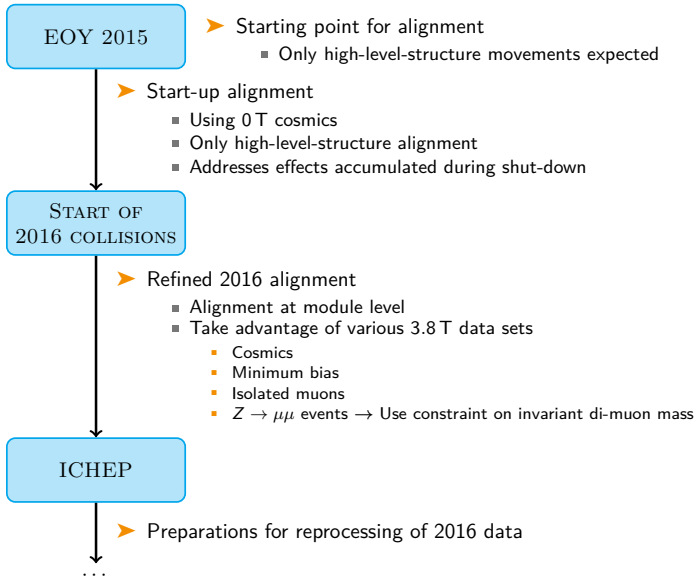 EOY 2015
➤ Starting point for alignment
▪ Only high-level-structure movements expected
➤ Start-up alignment
▪ Using 0 T cosmics
▪ Only high-level-structure alignment
▪ Addresses effects accumulated during shut-down
START OF
2016 COLLISIONS
➤ Refined 2016 alignment
▪ Alignment at module level
▪ Take advantage of various 3.8 T data sets
▪ Cosmics
▪ Minimum bias
▪ Isolated muons
▪ Z → μμ events → Use constraint on invariant di-muon mass
ICHEP
➤ Preparations for reprocessing of 2016 data
...